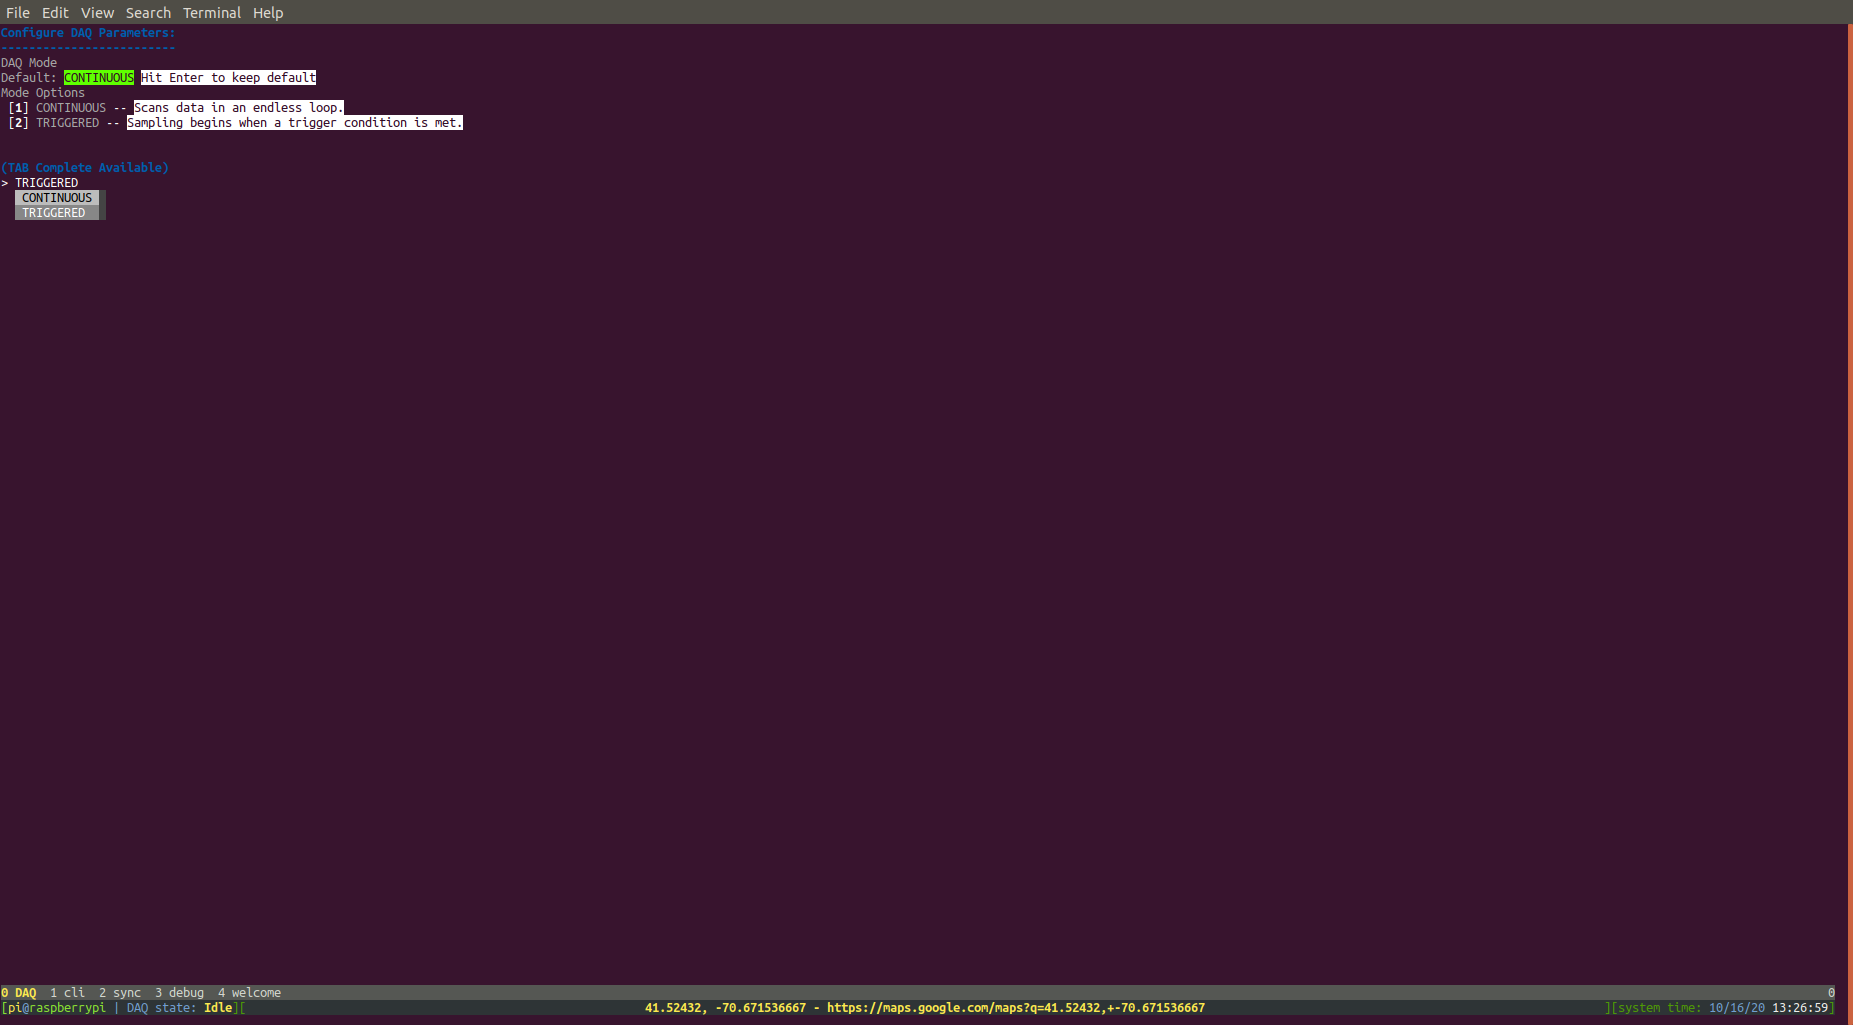 File Edit View Search Terminal Help
Configure DAQ Parameters:
-------------------------
DAQ Mode
Default: CONTINUOUS Hit Enter to keep default
Mode Options
[1] CONTINUOUS -- Scans data in an endless loop.
[2] TRIGGERED -- Sampling begins when a trigger condition is met.
(TAB Complete Available)
> TRIGGERED
CONTINUOUS
TRIGGERED
0 DAQ 1 cli 2 sync 3 debug 4 welcome 0
[pi@raspberrypi | DAQ state: Idle][ 41.52432, -70.671536667 - https://maps.google.com/maps?q=41.52432,+-70.671536667 ][system time: 10/16/20 13:26:59]